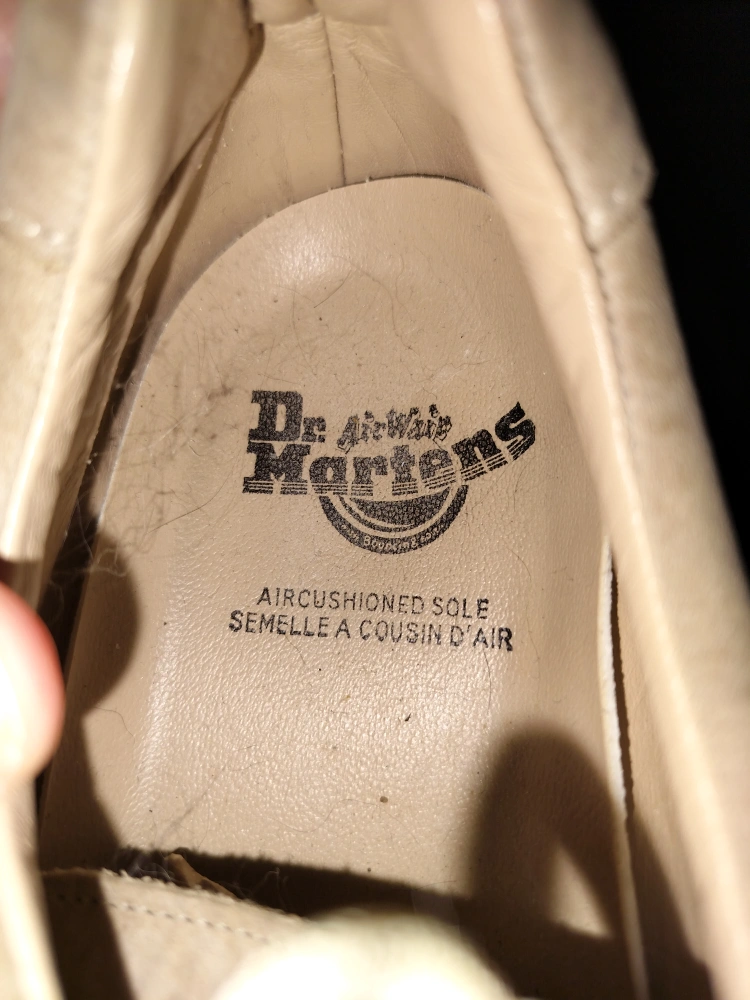 Dr. AirWair
Martens
AIRCUSHIONED SOLE
SEMELLE A COUSIN D'AIR